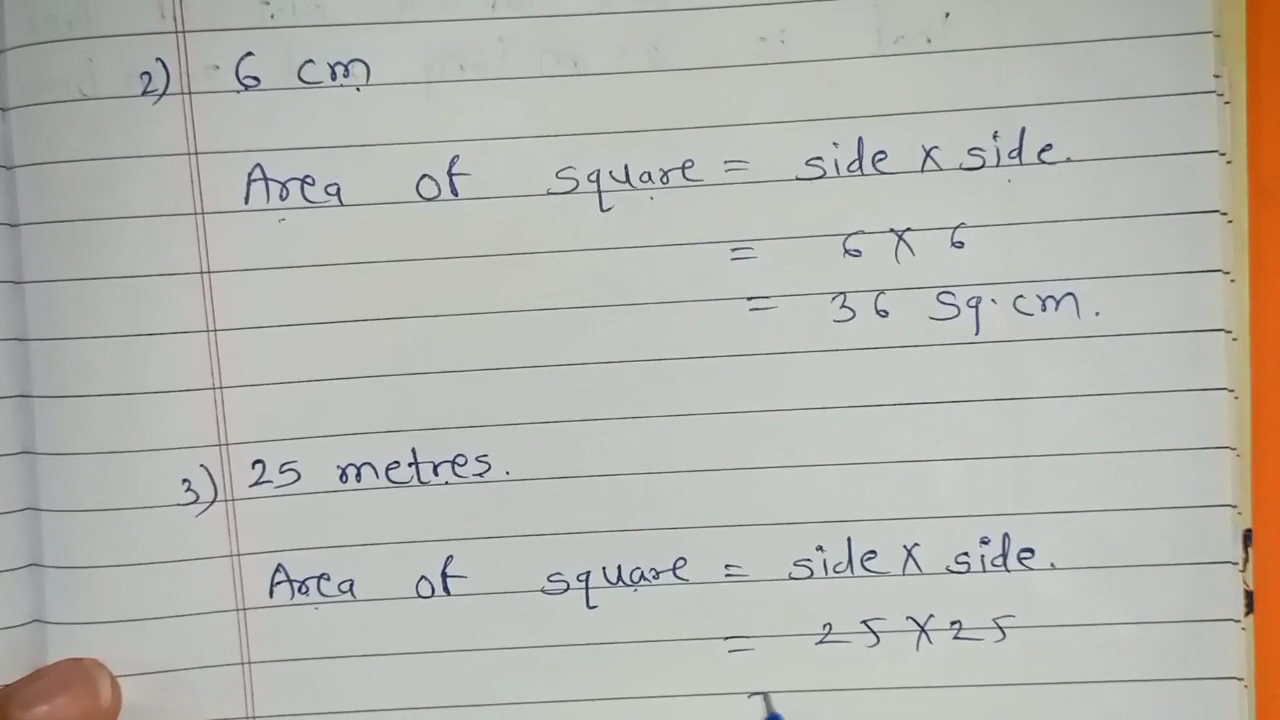 2) 6 cm
Area of square = side x side.
= 6 x 6
= 36 Sq.cm.
3) 25 metres.
Area of square = side x side.
= 25 x 25